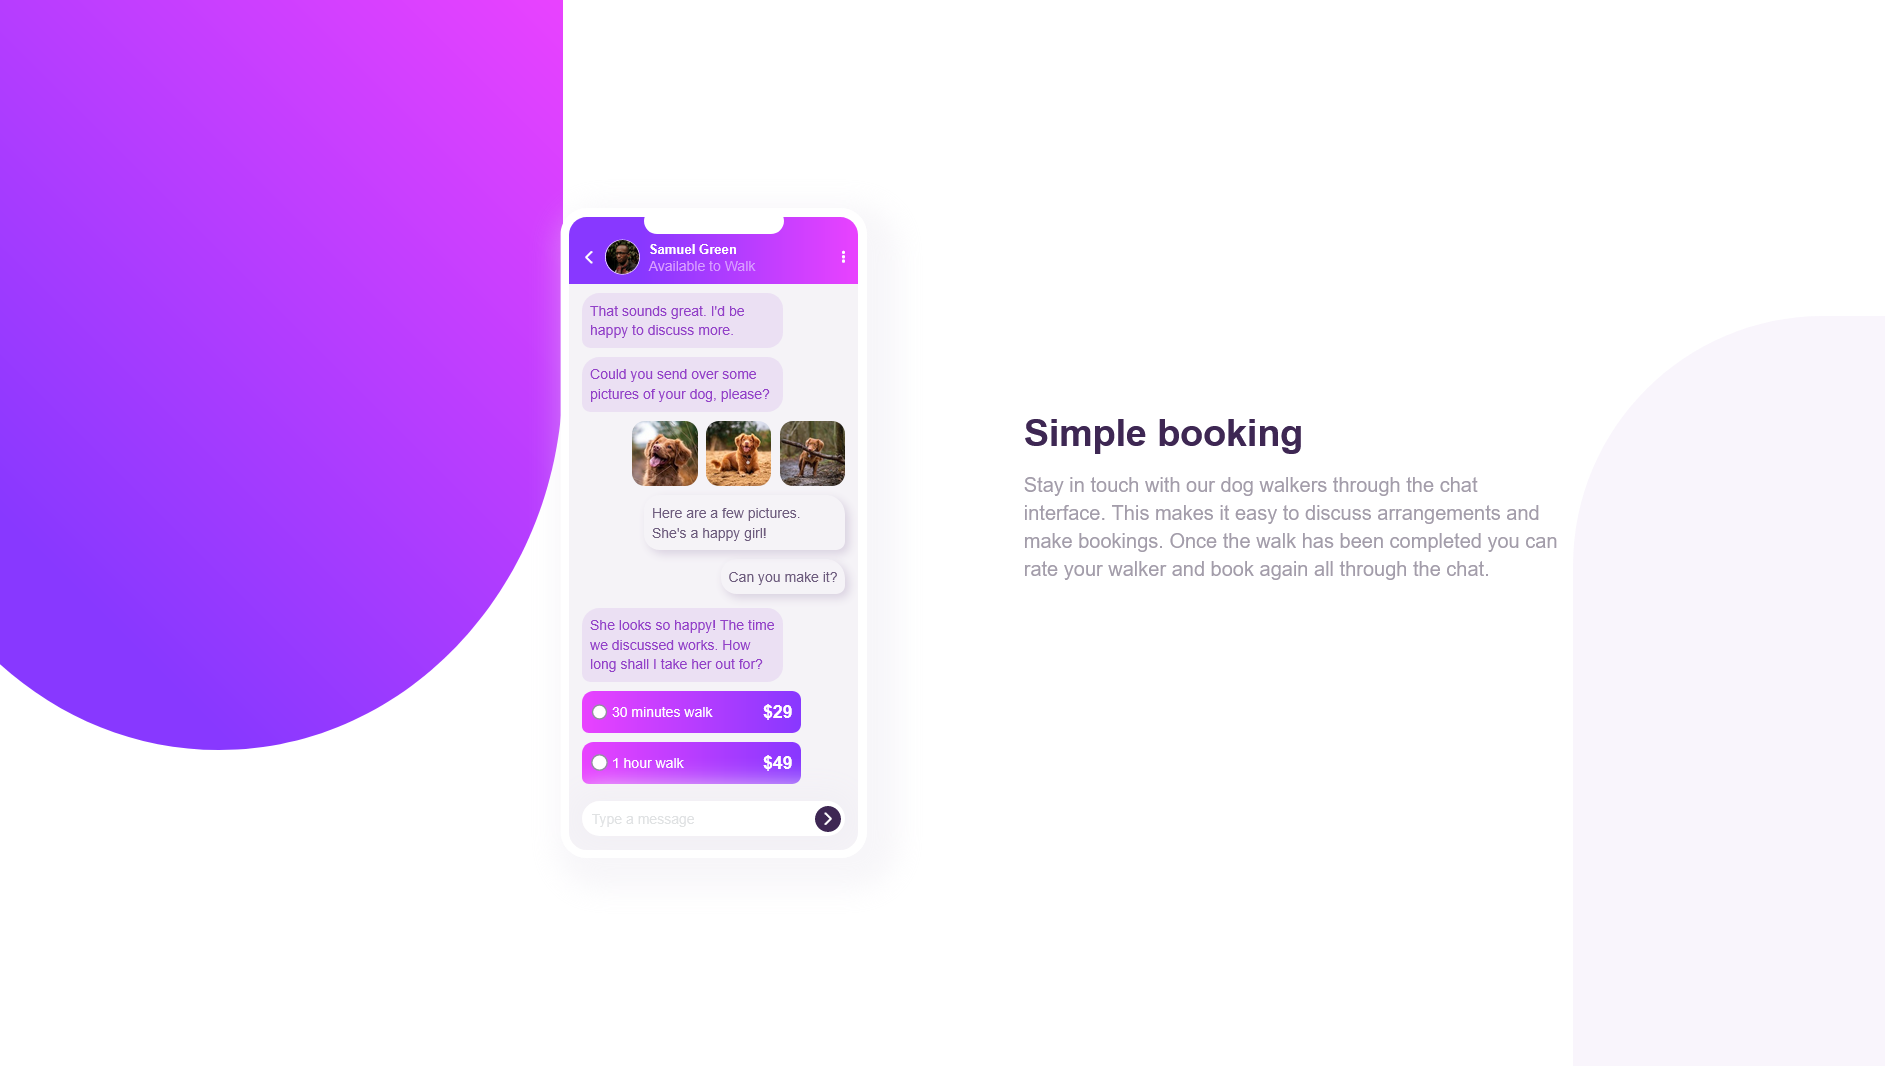 Samuel Green
Available to Walk
That sounds great. I'd be
happy to discuss more.
Could you send over some
pictures of your dog, please?
Here are a few pictures.
She's a happy girl!
Can you make it?
She looks so happy! The time
we discussed works. How
long shall I take her out for?
30 minutes walk $29
1 hour walk $49
Type a message
Simple booking
Stay in touch with our dog walkers through the chat
interface. This makes it easy to discuss arrangements and
make bookings. Once the walk has been completed you can
rate your walker and book again all through the chat.